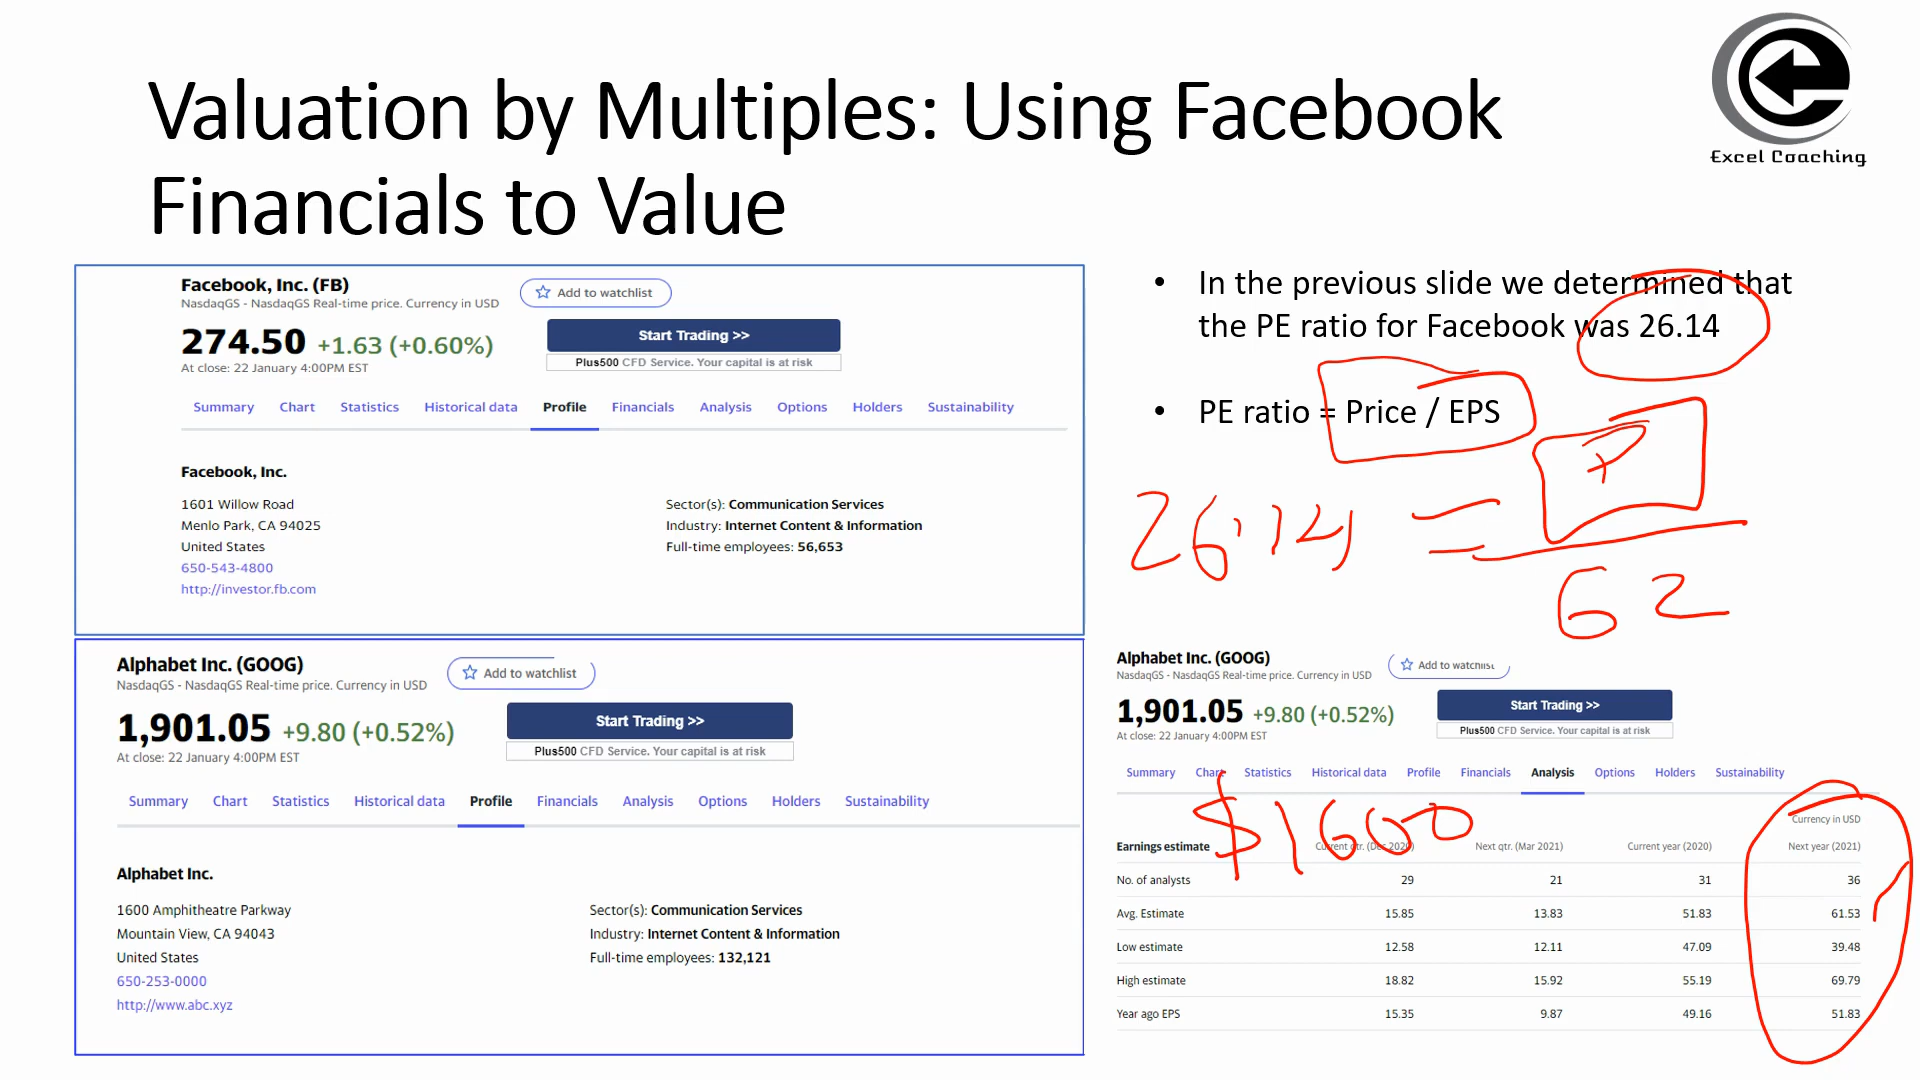 Valuation by Multiples: Using Facebook
Financials to Value
Excel Coaching
Facebook, Inc. (FB)
NasdaqGS - NasdaqGS Real-time price. Currency in USD
Add to watchlist
274.50 +1.63 (+0.60%)
At close: 22 January 4:00PM EST
Start Trading >>
Plus500 CFD Service. Your capital is at risk
Summary Chart Statistics Historical data Profile Financials Analysis Options Holders Sustainability
Facebook, Inc.
1601 Willow Road
Menlo Park, CA 94025
United States
650-543-4800
http://investor.fb.com
Sector(s): Communication Services
Industry: Internet Content & Information
Full-time employees: 56,653
Alphabet Inc. (GOOG)
NasdaqGS - NasdaqGS Real-time price. Currency in USD
Add to watchlist
1,901.05 +9.80 (+0.52%)
At close: 22 January 4:00PM EST
Start Trading >>
Plus500 CFD Service. Your capital is at risk
Summary Chart Statistics Historical data Profile Financials Analysis Options Holders Sustainability
Alphabet Inc.
1600 Amphitheatre Parkway
Mountain View, CA 94043
United States
650-253-0000
http://www.abc.xyz
Sector(s): Communication Services
Industry: Internet Content & Information
Full-time employees: 132,121
• In the previous slide we determined that
the PE ratio for Facebook was 26.14
• PE ratio = Price / EPS
26.14 = P
62
Alphabet Inc. (GOOG)
NasdaqGS - NasdaqGS Real-time price. Currency in USD
Add to watchlist
1,901.05 +9.80 (+0.52%)
At close: 22 January 4:00PM EST
Start Trading >>
Plus500 CFD Service. Your capital is at risk
Summary Chart Statistics Historical data Profile Financials Analysis Options Holders Sustainability
$1600
Currency in USD
Earnings estimate Current qtr. (Dec 2020) Next qtr. (Mar 2021) Current year (2020) Next year (2021)
No. of analysts 29 21 31 36
Avg. Estimate 15.85 13.83 51.83 61.53
Low estimate 12.58 12.11 47.09 39.48
High estimate 18.82 15.92 55.19 69.79
Year ago EPS 15.35 9.87 49.16 51.83